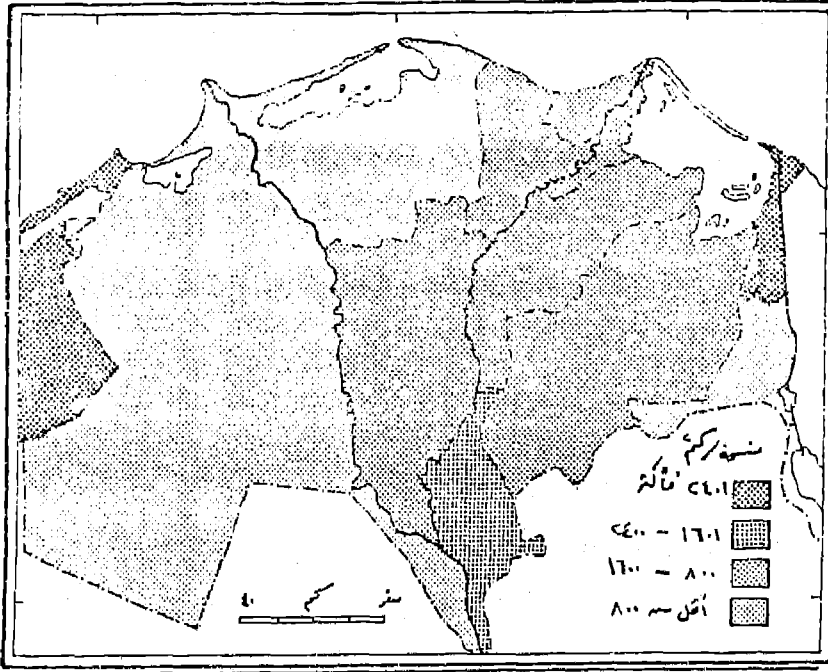 نسمة/كم٢
٢٤٠١ فأكثر
١٦٠١ - ٢٤٠٠
٨٠٠ - ١٦٠٠
أقل من ٨٠٠
٤٠ كم صفر